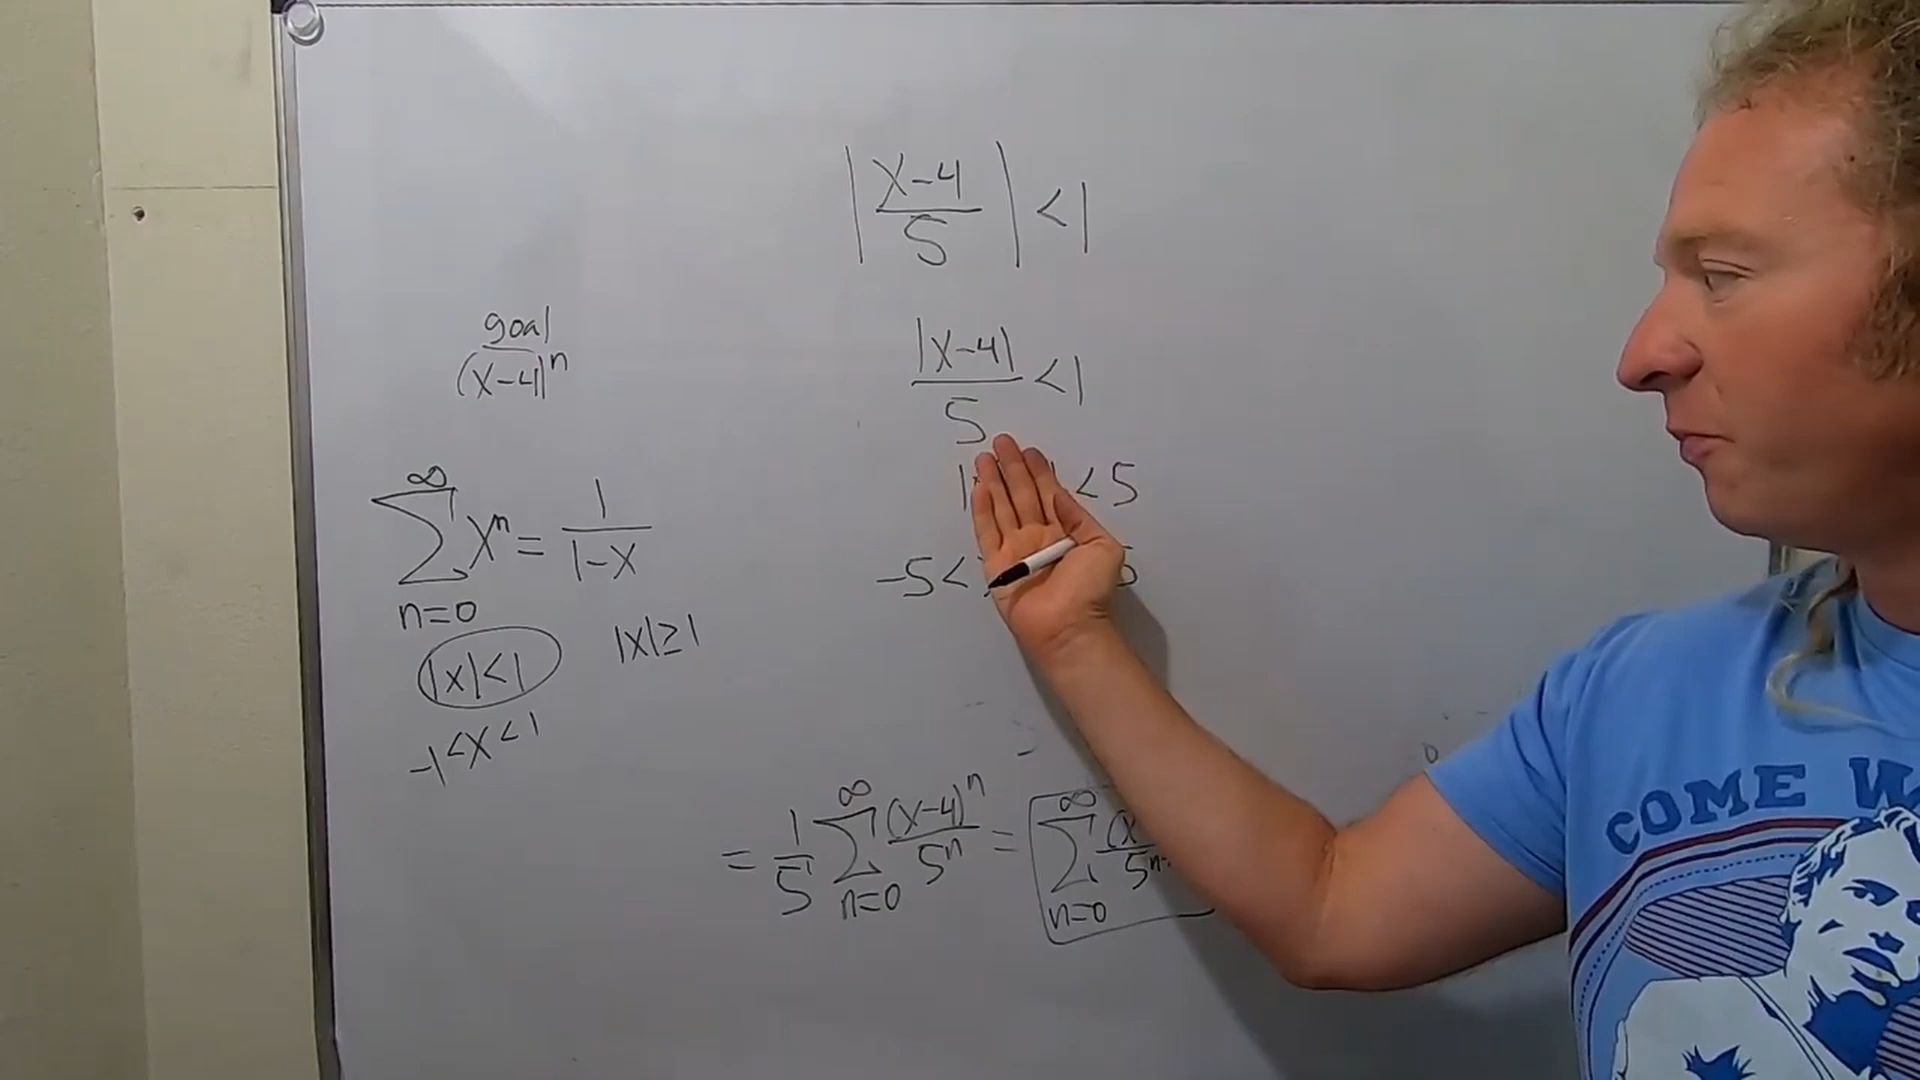 |x-4 / 5| < 1
goal
(x-4)^n
|x-4| / 5 < 1
∞
∑ x^n = 1 / 1-x
n=0
< 5
-5 <
|x| < 1
|x| ≥ 1
-1 < x < 1
= 1/5 ∞ ∑ n=0 (x-4)^n / 5^n = ∞ ∑ n=0 (x / 5^n
COME